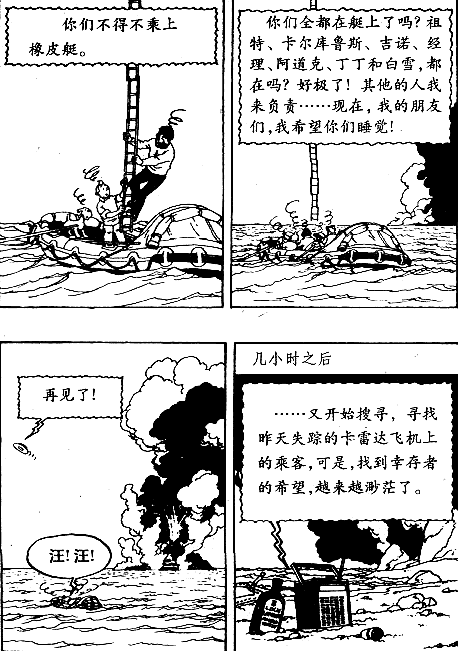 你们不得不乘上
橡皮艇。
你们全都在艇上了吗？祖
特、卡尔库鲁斯、吉诺、经
理、阿道克、丁丁和白雪，都
在吗？好极了！其他的人我
来负责……现在，我的朋友
们，我希望你们睡觉！
再见了！
汪！汪！
几小时之后
……又开始搜寻，寻找
昨天失踪的卡雷达飞机上
的乘客，可是，找到幸存者
的希望，越来越渺茫了。